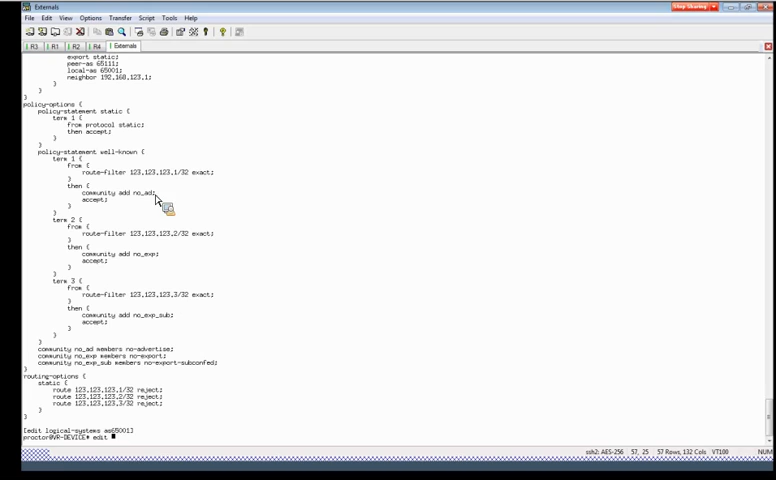 Externals
Stop Sharing
File Edit View Options Transfer Script Tools Help
R3 R1 R2 R4 Externals
export static;
peer-as 65111;
local-as 65001;
neighbor 192.168.123.1;
}
}
}
policy-options {
policy-statement static {
term 1 {
from protocol static;
then accept;
}
}
policy-statement well-known {
term 1 {
from {
route-filter 123.123.123.1/32 exact;
}
then {
community add no_ad;
accept;
}
}
term 2 {
from {
route-filter 123.123.123.2/32 exact;
}
then {
community add no_exp;
accept;
}
}
term 3 {
from {
route-filter 123.123.123.3/32 exact;
}
then {
community add no_exp_sub;
accept;
}
}
}
community no_ad members no-advertise;
community no_exp members no-export;
community no_exp_sub members no-export-subconfed;
}
routing-options {
static {
route 123.123.123.1/32 reject;
route 123.123.123.2/32 reject;
route 123.123.123.3/32 reject;
}
}
[edit logical-systems as65001]
proctor@VR-DEVICE# edit
ssh2: AES-256 57, 25 57 Rows, 132 Cols VT100 NUM